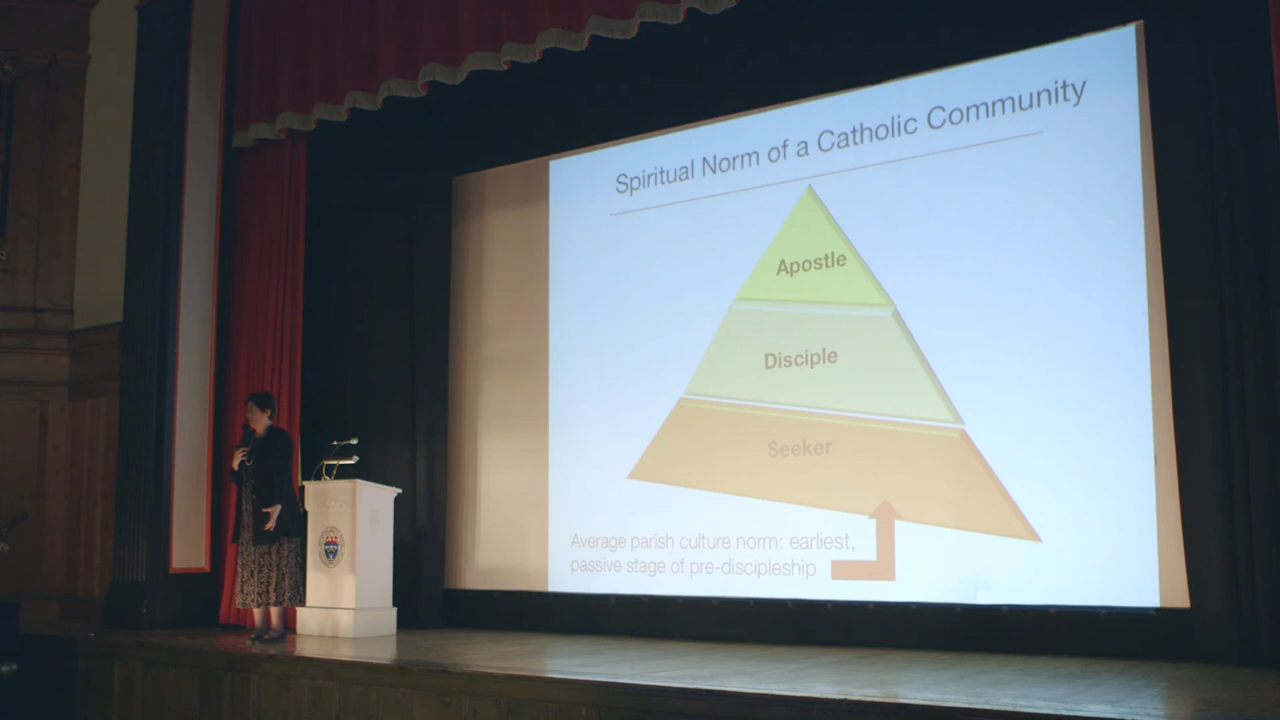 Spiritual Norm of a Catholic Community
Apostle
Disciple
Seeker
Average parish culture norm: earliest,
passive stage of pre-discipleship